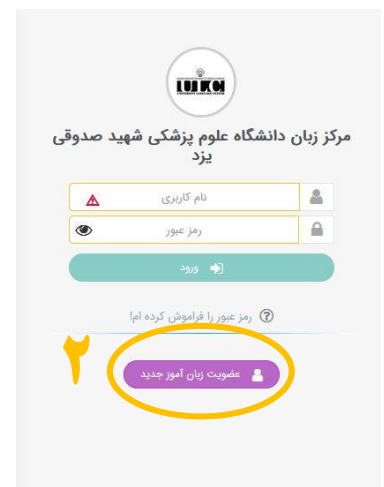 مرکز زبان دانشگاه علوم پزشکی شهید صدوقی
یزد
نام کاربری
رمز عبور
ورود
رمز عبور را فراموش کرده ام!
۲
عضویت زبان آموز جدید